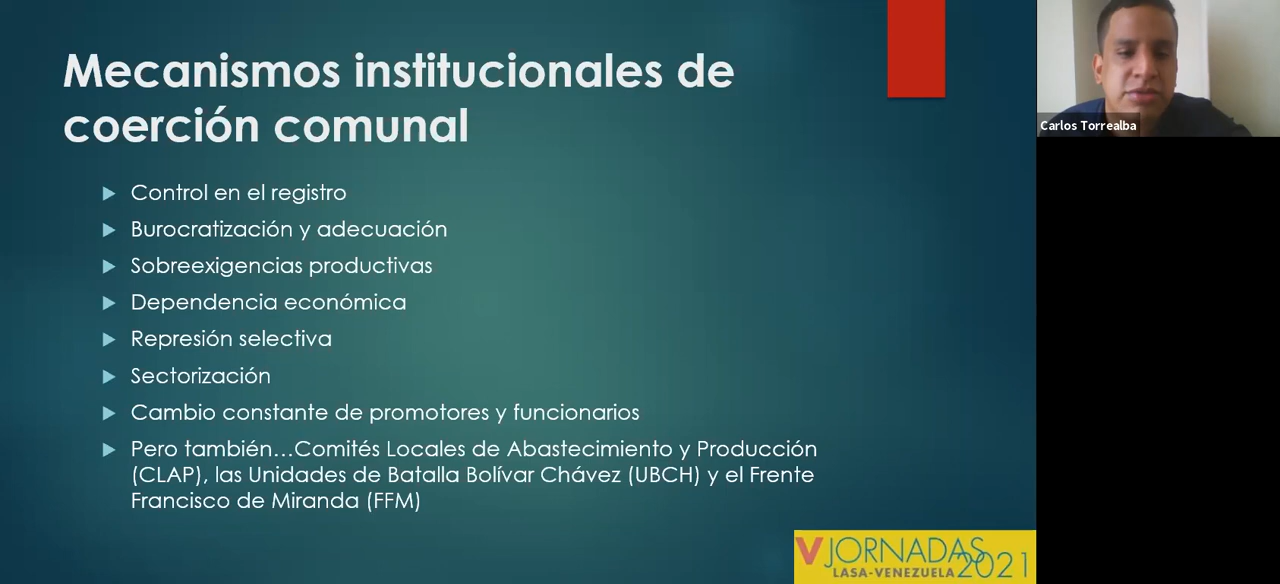 Mecanismos institucionales de
coerción comunal
Control en el registro
Burocratización y adecuación
Sobreexigencias productivas
Dependencia económica
Represión selectiva
Sectorización
Cambio constante de promotores y funcionarios
Pero también...Comités Locales de Abastecimiento y Producción
(CLAP), las Unidades de Batalla Bolívar Chávez (UBCH) y el Frente
Francisco de Miranda (FFM)
Carlos Torrealba
V JORNADAS
LASA-VENEZUELA 2021